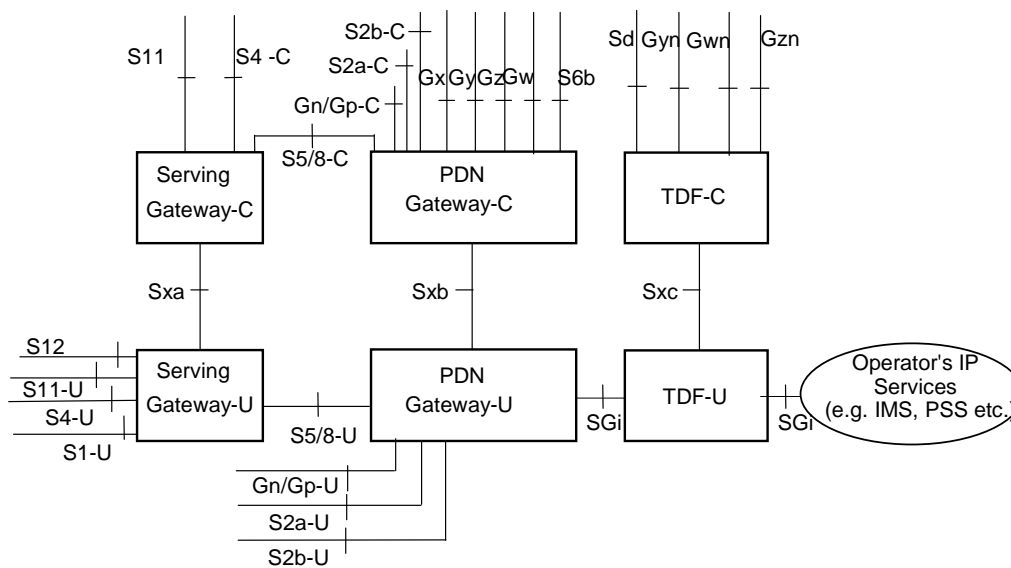 S2b-C
S11
S4 -C
S2a-C
Gx
Gy
Gz
Gw
S6b
Sd
Gyn
Gwn
Gzn
Gn/Gp-C
S5/8-C
Serving
Gateway-C
PDN
Gateway-C
TDF-C
Sxa
Sxb
Sxc
S12
S11-U
S4-U
S1-U
Serving
Gateway-U
S5/8-U
PDN
Gateway-U
SGi
TDF-U
SGi
Operator's IP
Services
(e.g. IMS, PSS etc.)
Gn/Gp-U
S2a-U
S2b-U